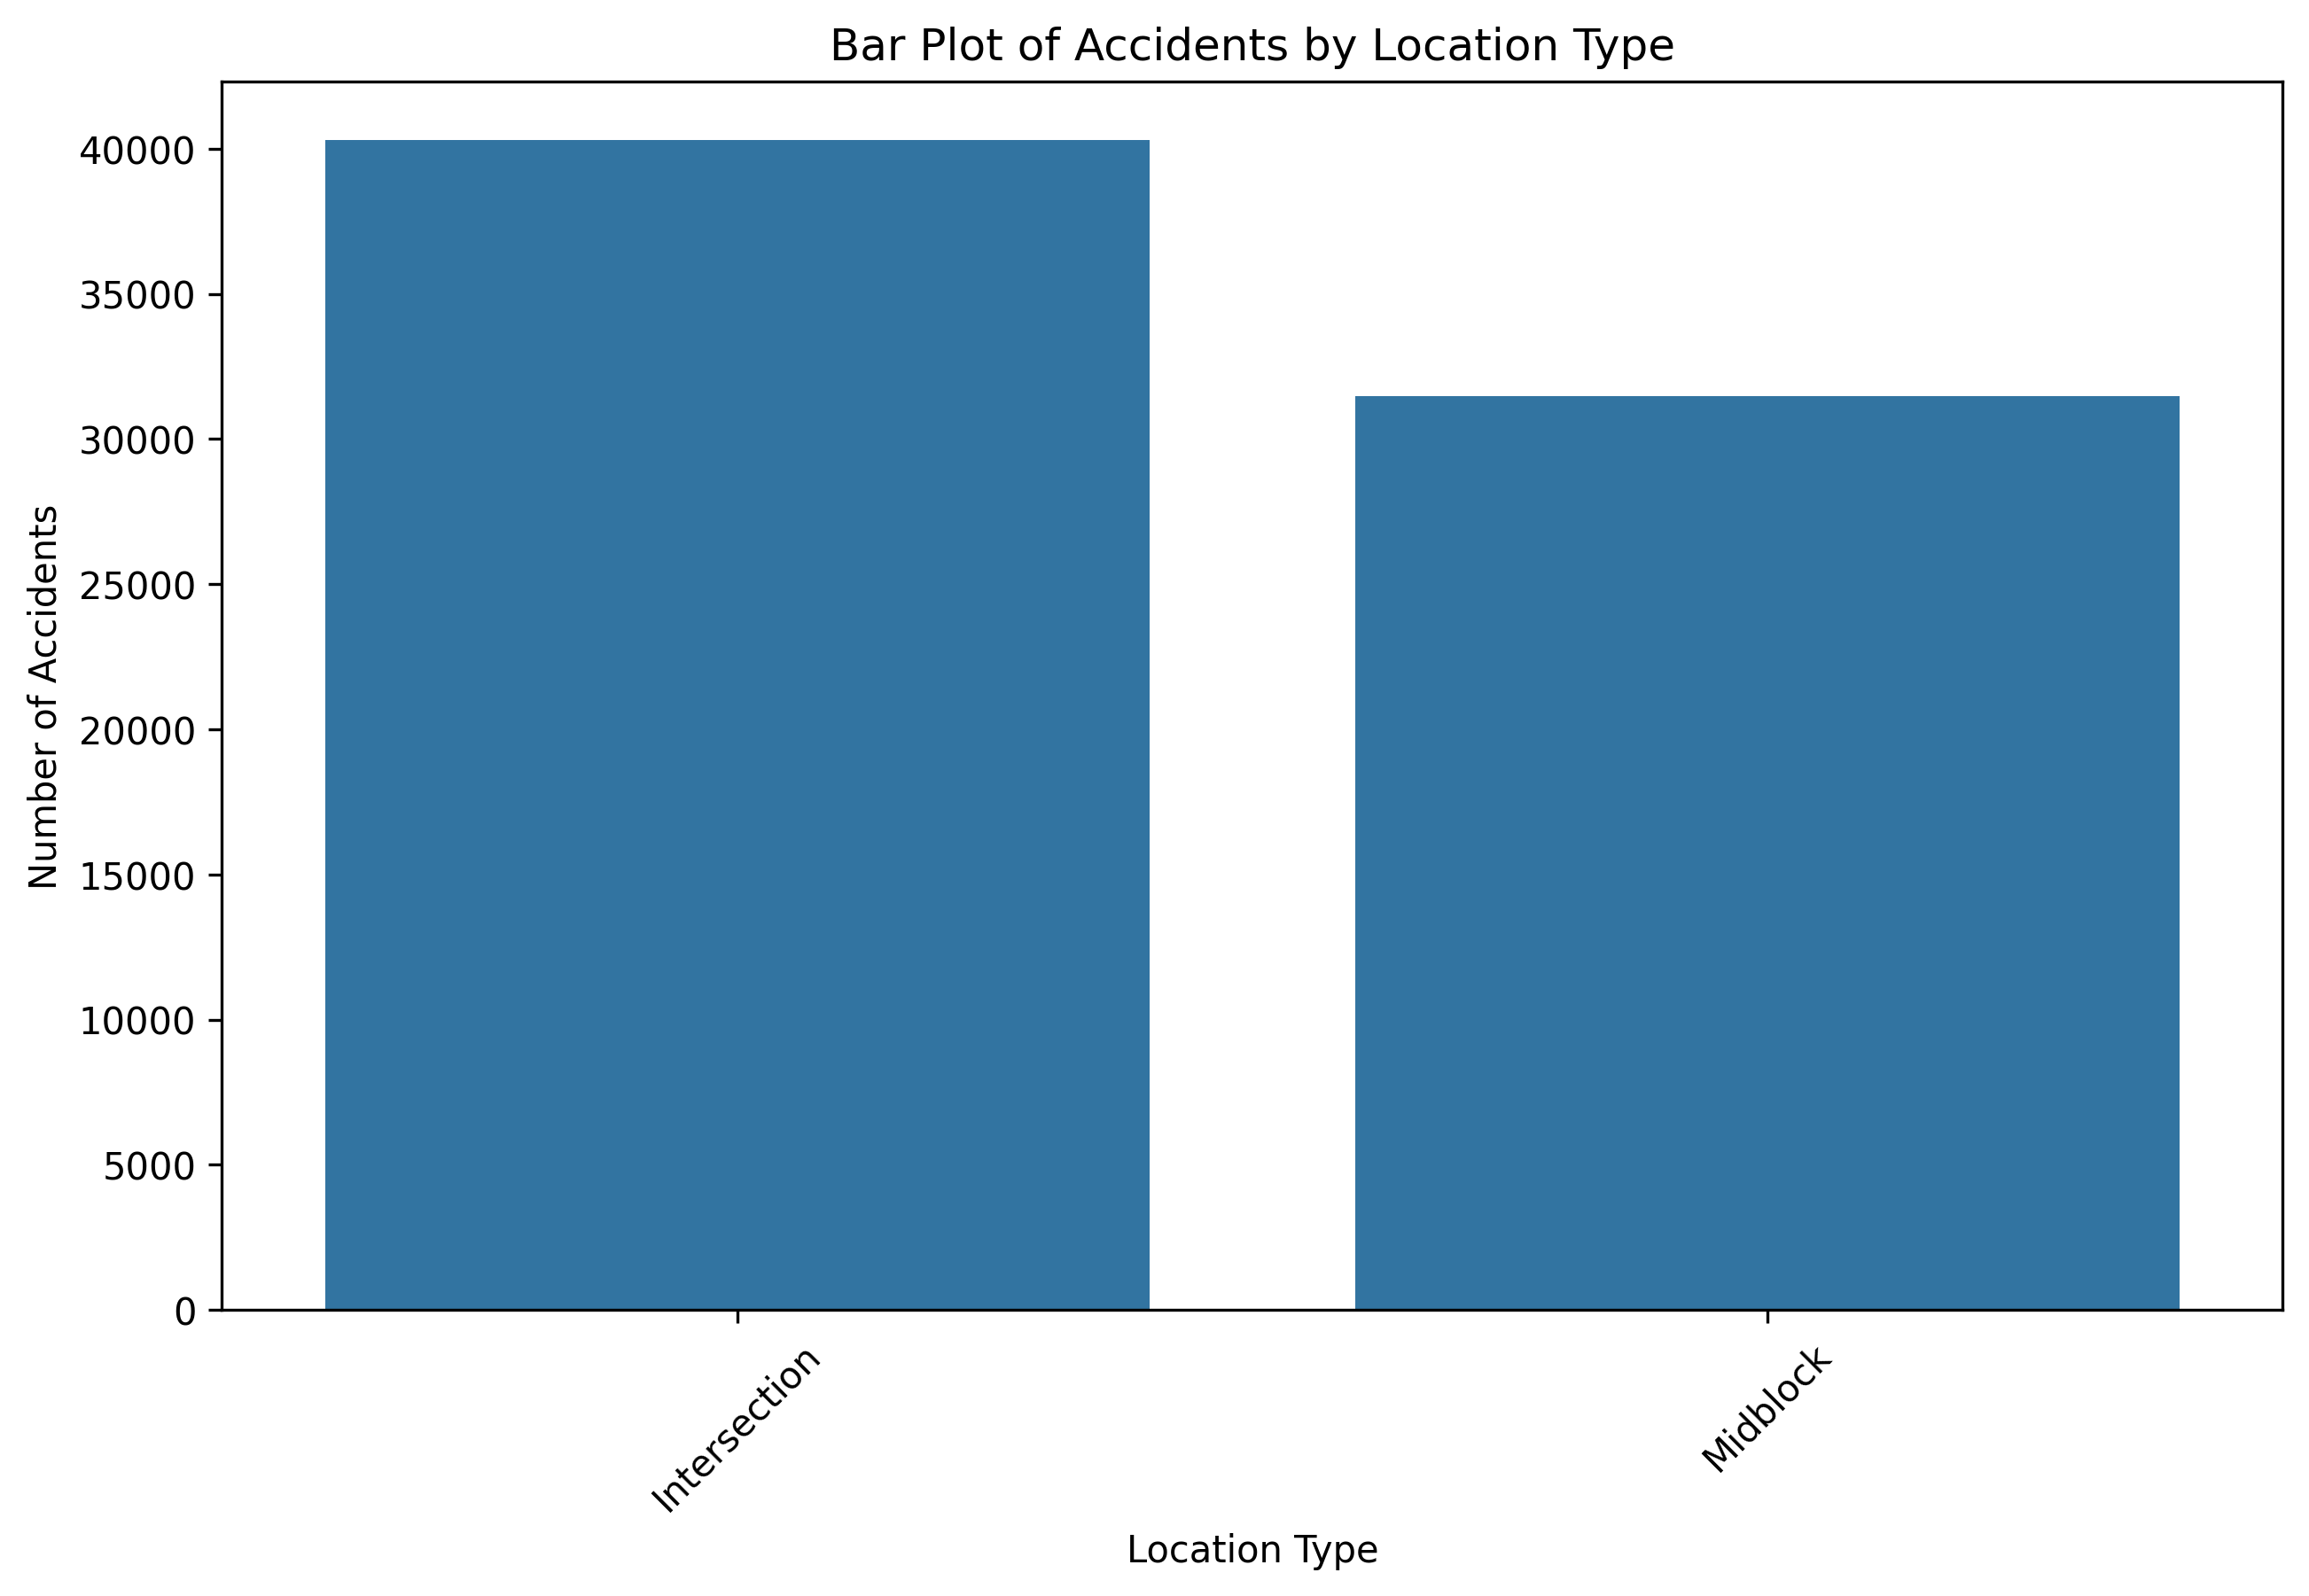 Bar Plot of Accidents by Location Type
Number of Accidents
40000
35000
30000
25000
20000
15000
10000
5000
0
Intersection
Midblock
Location Type